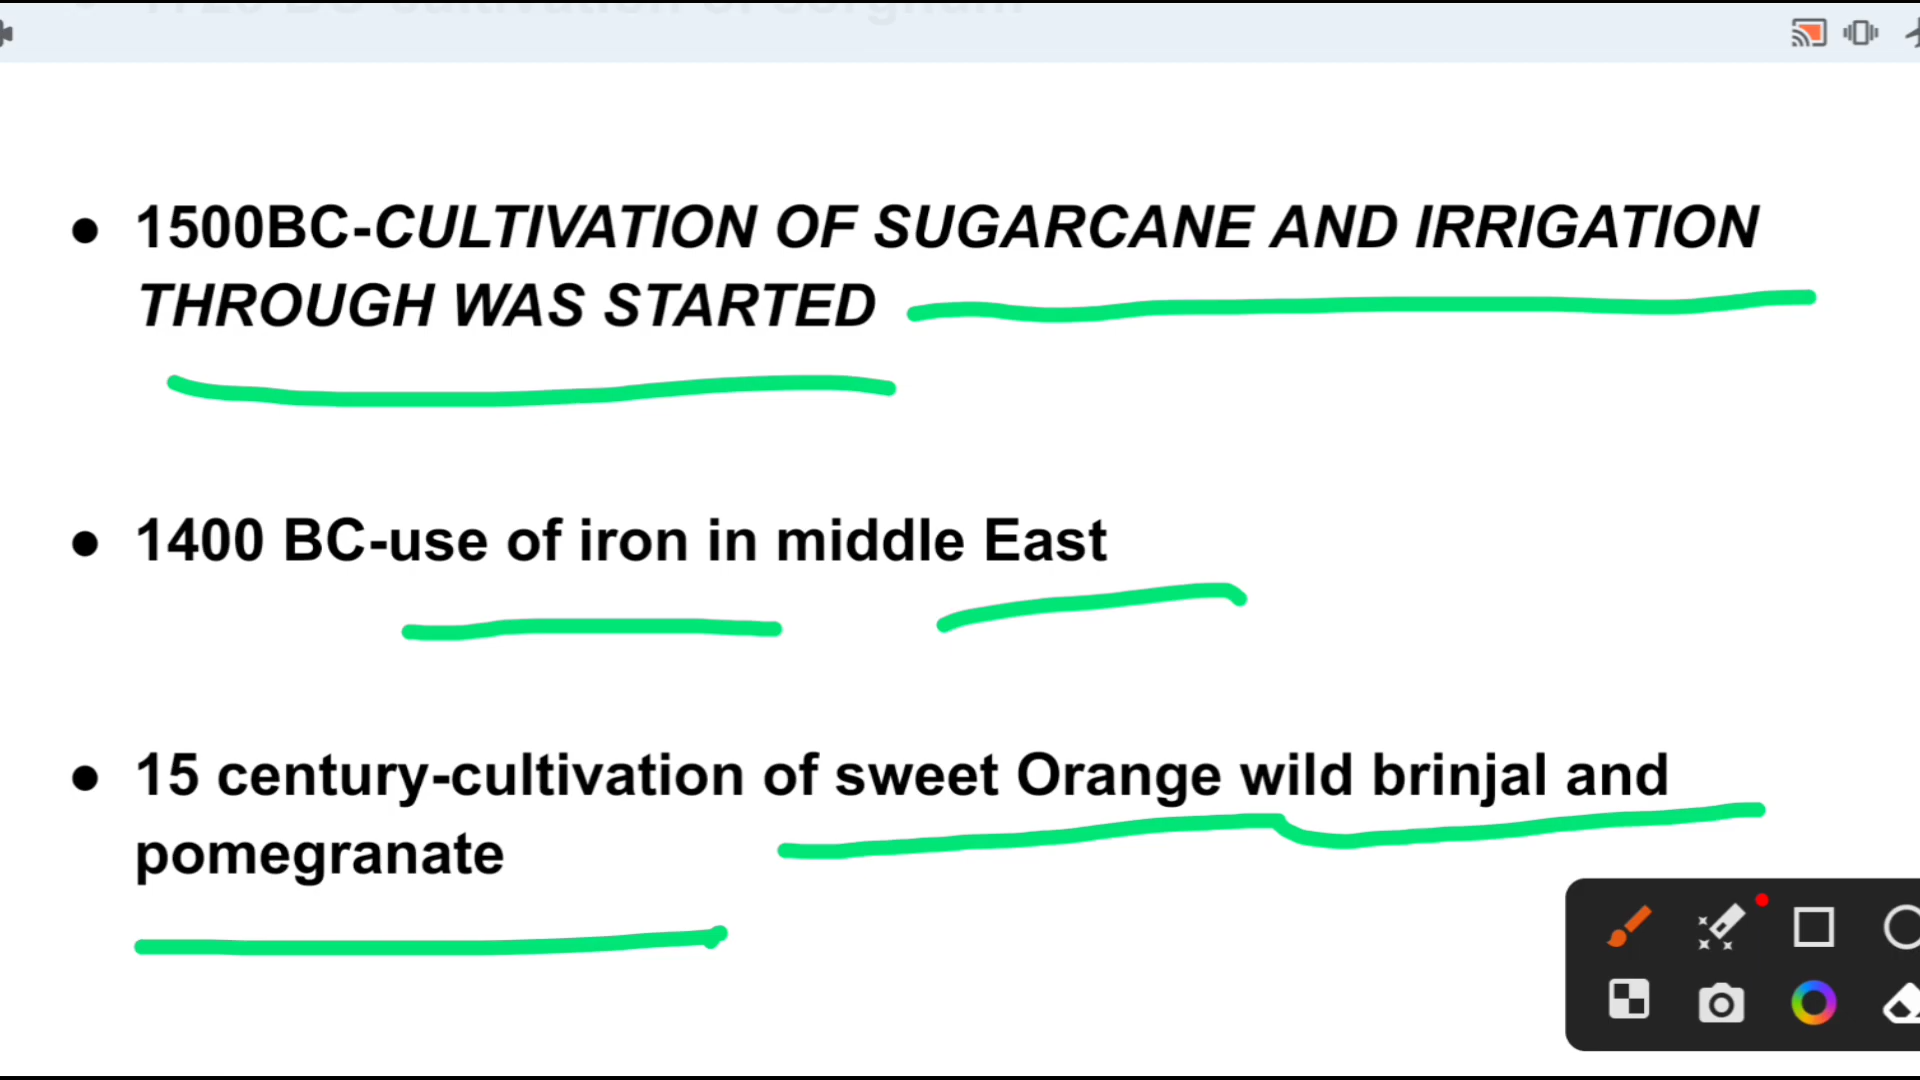 ● 1500BC-CULTIVATION OF SUGARCANE AND IRRIGATION
THROUGH WAS STARTED
● 1400 BC-use of iron in middle East
● 15 century-cultivation of sweet Orange wild brinjal and
pomegranate